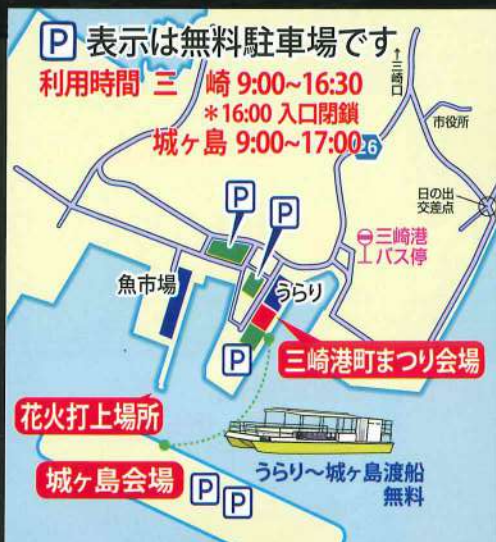 P 表示は無料駐車場です
利用時間 三 崎 9:00~16:30
*16:00 入口閉鎖
城ヶ島 9:00~17:00
26
↑三崎口
市役所
日の出
交差点
P
P
三崎港
バス停
魚市場
うらり
P
三崎港町まつり会場
花火打上場所
城ヶ島会場
P
P
うらり〜城ヶ島渡船
無料